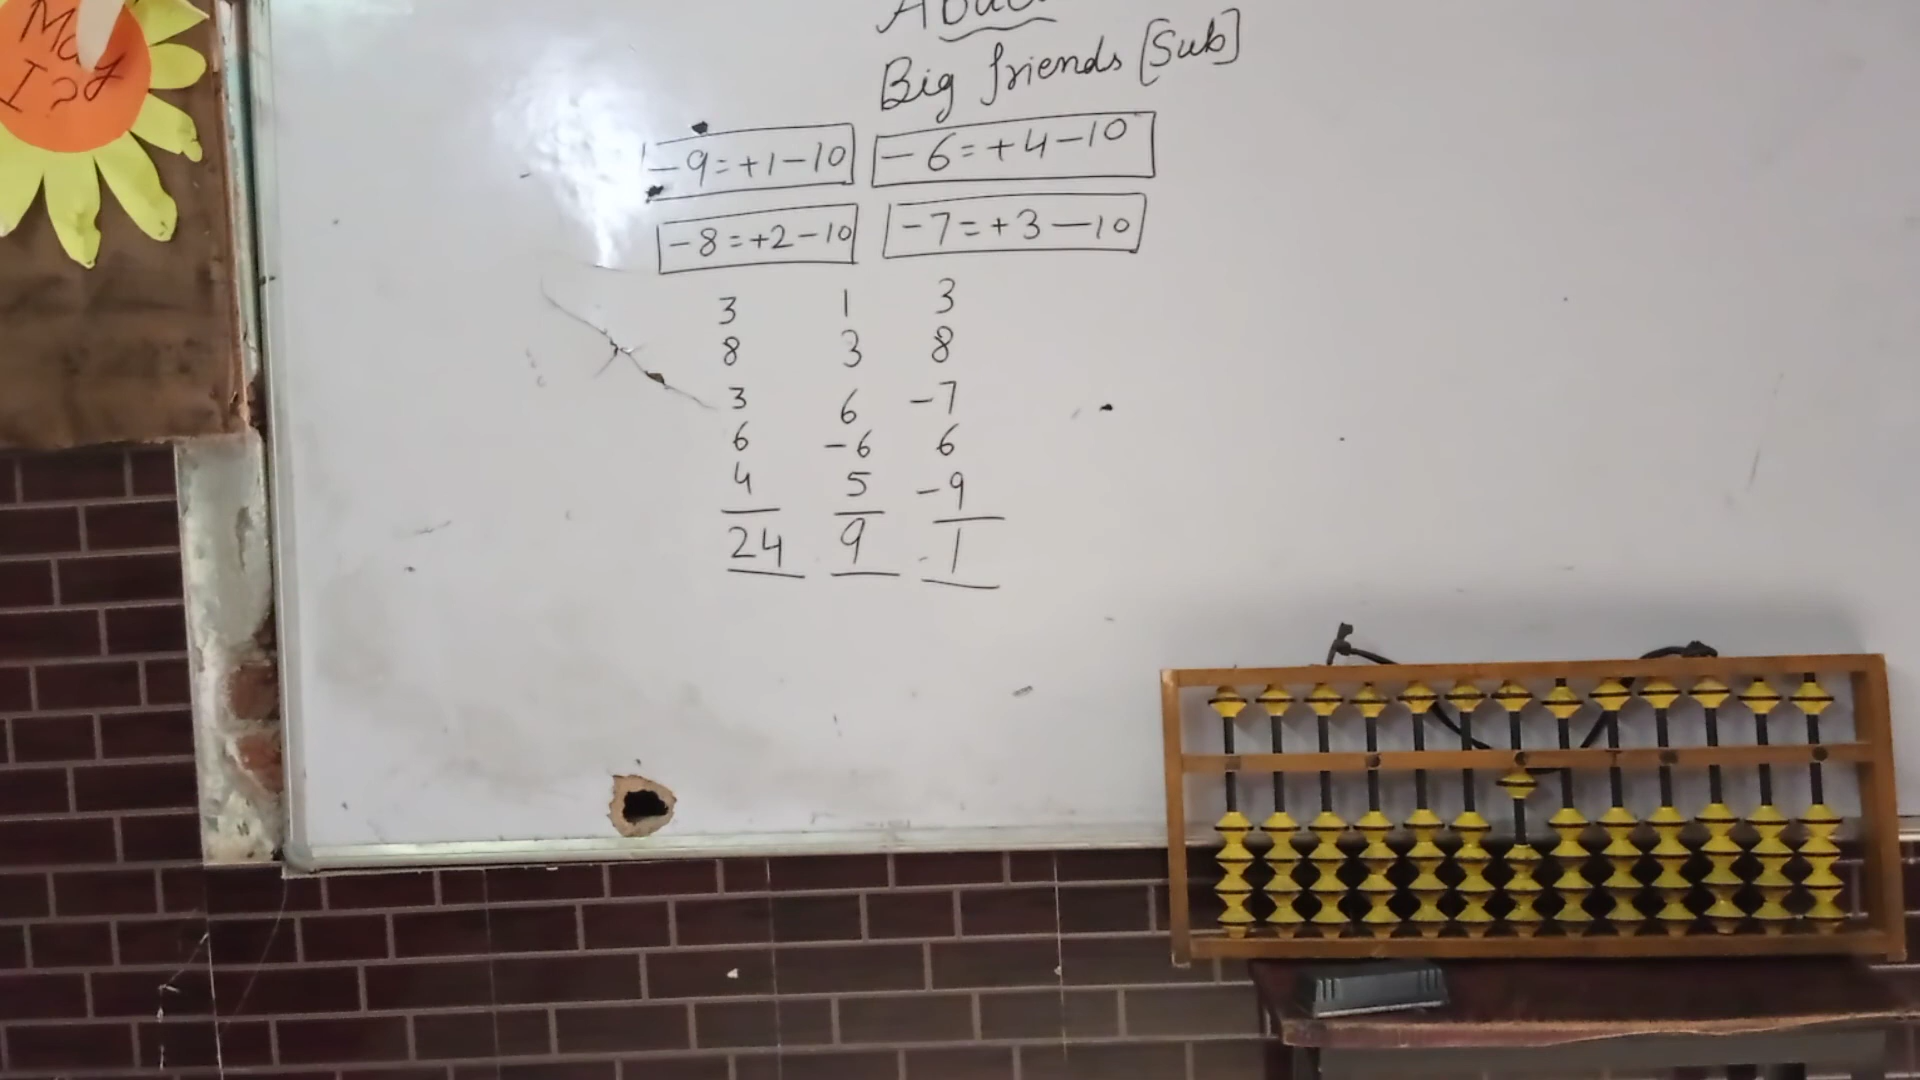 May
I
Big friends [Sub]
-9=+1-10 -6=+4-10
-8=+2-10 -7=+3-10
3 1 3
8 3 8
3 6 -7
6 -6 6
4 5 -9
24 9 1